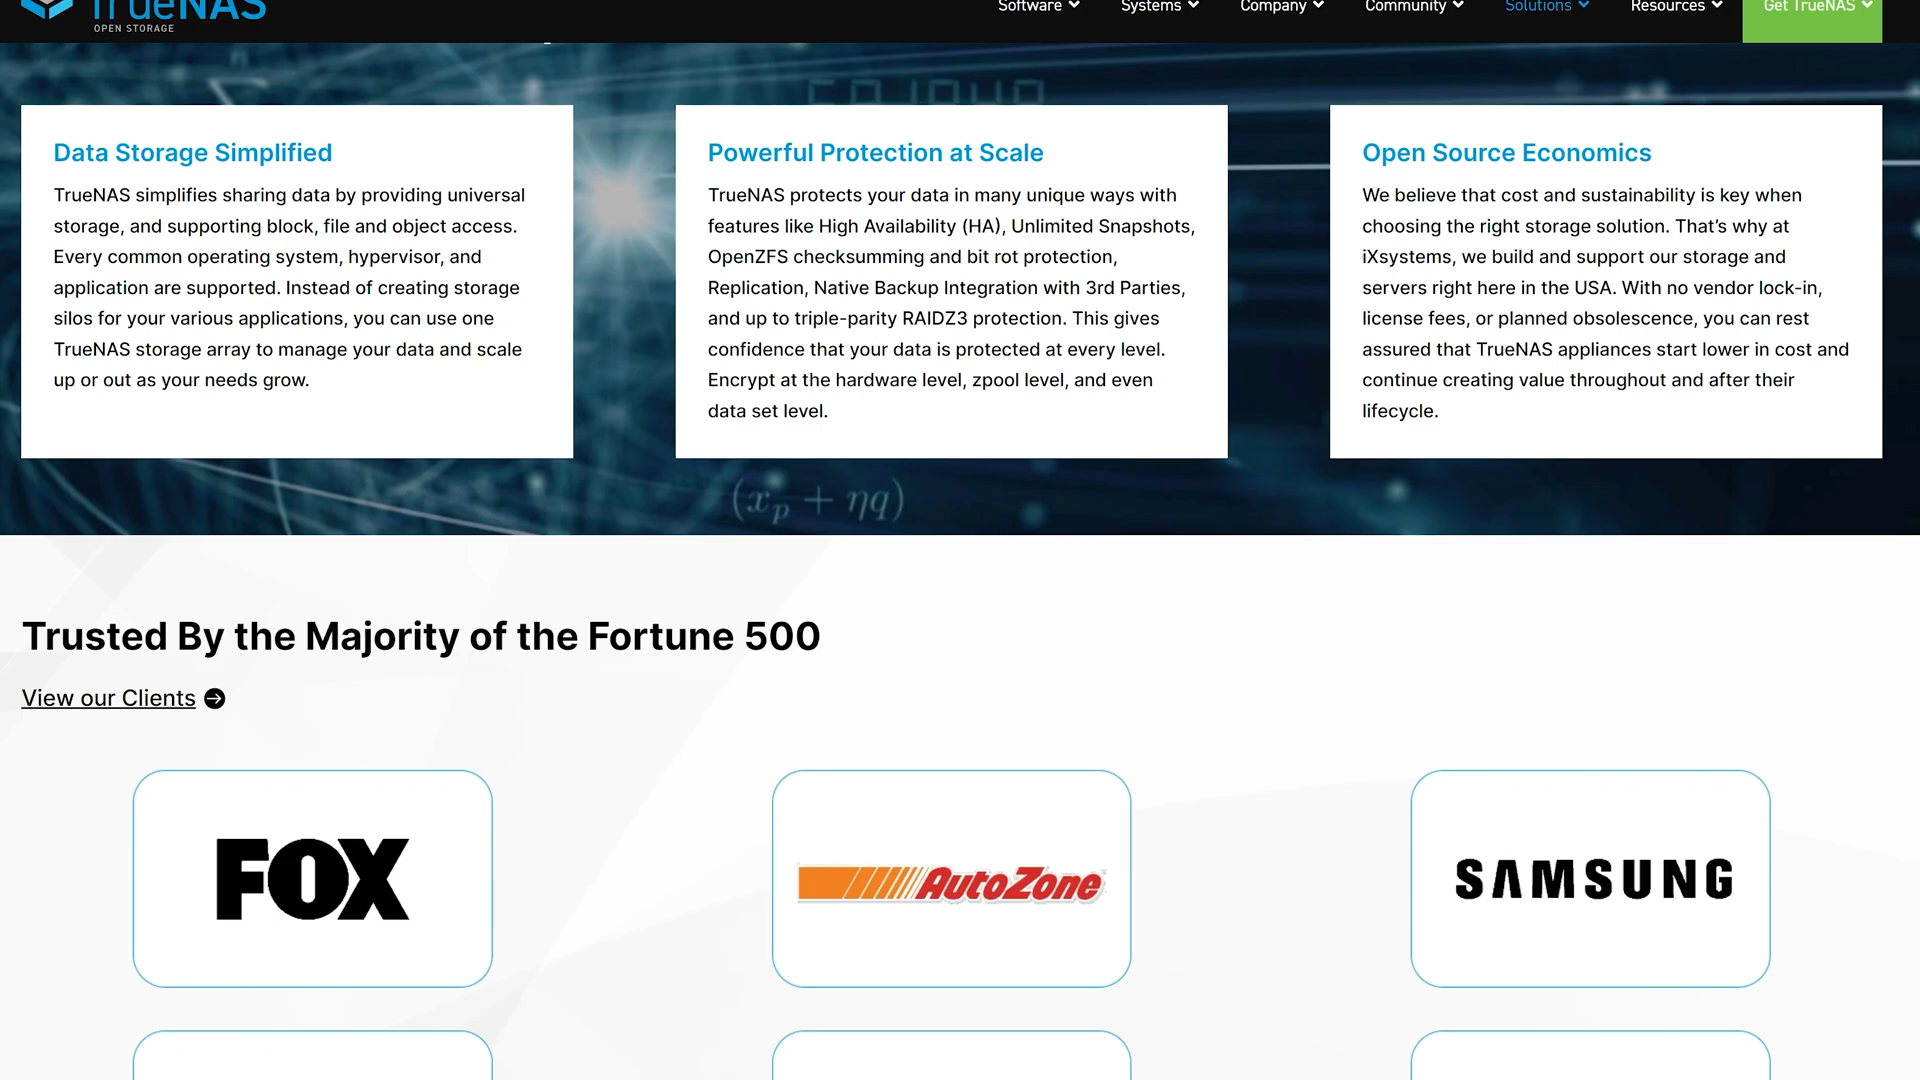 TrueNAS
OPEN STORAGE
Software
Systems
Company
Community
Solutions
Resources
Get TrueNAS
Data Storage Simplified
TrueNAS simplifies sharing data by providing universal
storage, and supporting block, file and object access.
Every common operating system, hypervisor, and
application are supported. Instead of creating storage
silos for your various applications, you can use one
TrueNAS storage array to manage your data and scale
up or out as your needs grow.
Powerful Protection at Scale
TrueNAS protects your data in many unique ways with
features like High Availability (HA), Unlimited Snapshots,
OpenZFS checksumming and bit rot protection,
Replication, Native Backup Integration with 3rd Parties,
and up to triple-parity RAIDZ3 protection. This gives
confidence that your data is protected at every level.
Encrypt at the hardware level, zpool level, and even
data set level.
Open Source Economics
We believe that cost and sustainability is key when
choosing the right storage solution. That’s why at
iXsystems, we build and support our storage and
servers right here in the USA. With no vendor lock-in,
license fees, or planned obsolescence, you can rest
assured that TrueNAS appliances start lower in cost and
continue creating value throughout and after their
lifecycle.
(xₚ + ηq)
Trusted By the Majority of the Fortune 500
View our Clients
FOX
AutoZone
SAMSUNG